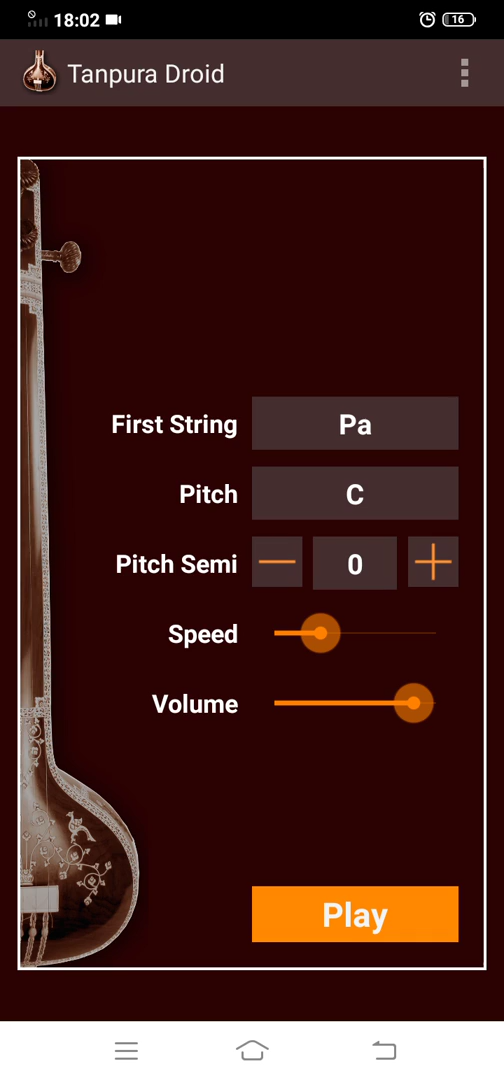 18:02
16
Tanpura Droid
First String
Pa
Pitch
C
Pitch Semi
0
Speed
Volume
Play